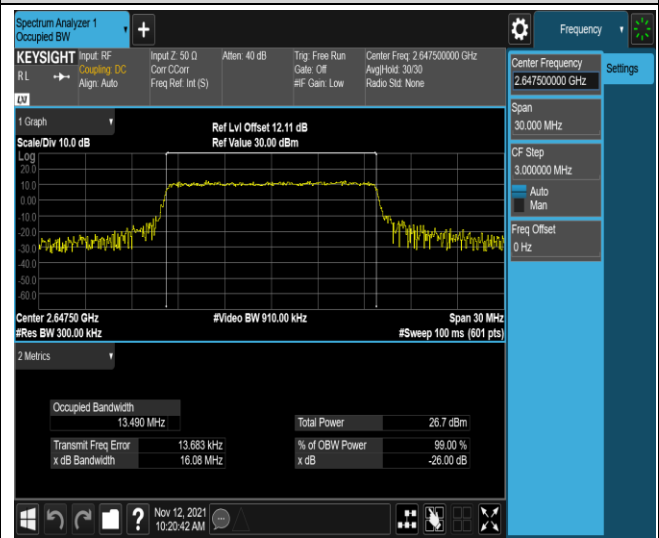 Spectrum Analyzer 1
Occupied BW
+
Frequency
KEYSIGHT
RL
Input: RF
Coupling: DC
Align: Auto
Input Z: 50 Ω
Corr CCorr
Freq Ref: Int (S)
Atten: 40 dB
Trig: Free Run
Gate: Off
#IF Gain: Low
Center Freq: 2.647500000 GHz
Avg|Hold: 30/30
Radio Std: None
Center Frequency
2.647500000 GHz
Settings
Span
30.000 MHz
CF Step
3.000000 MHz
Auto
Man
Freq Offset
0 Hz
1 Graph
Scale/Div 10.0 dB
Ref Lvl Offset 12.11 dB
Ref Value 30.00 dBm
Log
20.0
10.0
0.00
-10.0
-20.0
-30.0
-40.0
-50.0
-60.0
Center 2.64750 GHz
#Video BW 910.00 kHz
Span 30 MHz
#Res BW 300.00 kHz
#Sweep 100 ms (601 pts)
2 Metrics
Occupied Bandwidth
13.490 MHz
Total Power 26.7 dBm
Transmit Freq Error 13.683 kHz
% of OBW Power 99.00 %
x dB Bandwidth 16.08 MHz
x dB -26.00 dB
?
Nov 12, 2021
10:20:42 AM